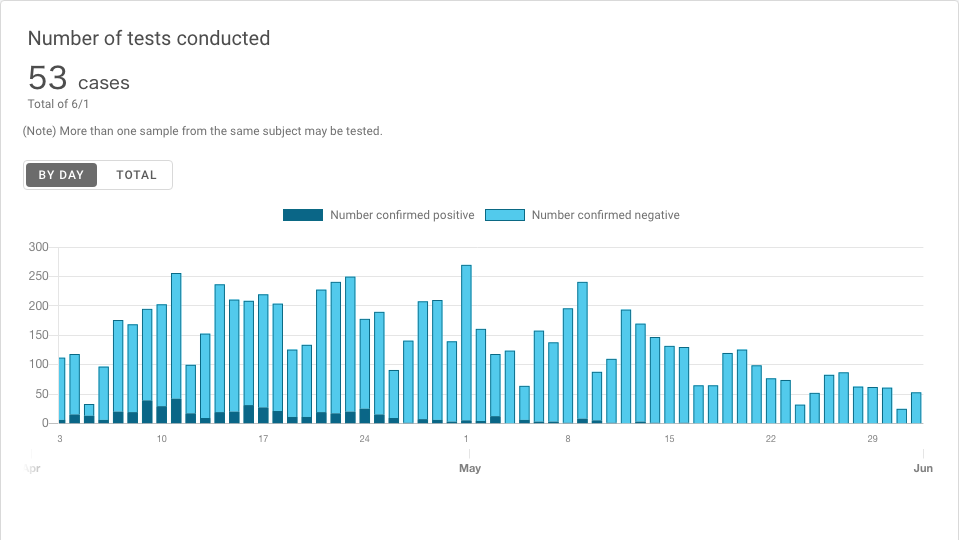 Number of tests conducted
53 cases
Total of 6/1
(Note) More than one sample from the same subject may be tested.
BY DAY TOTAL
Number confirmed positive Number confirmed negative
300
250
200
150
100
50
0
3 10 17 24 1 8 15 22 29
May Jun